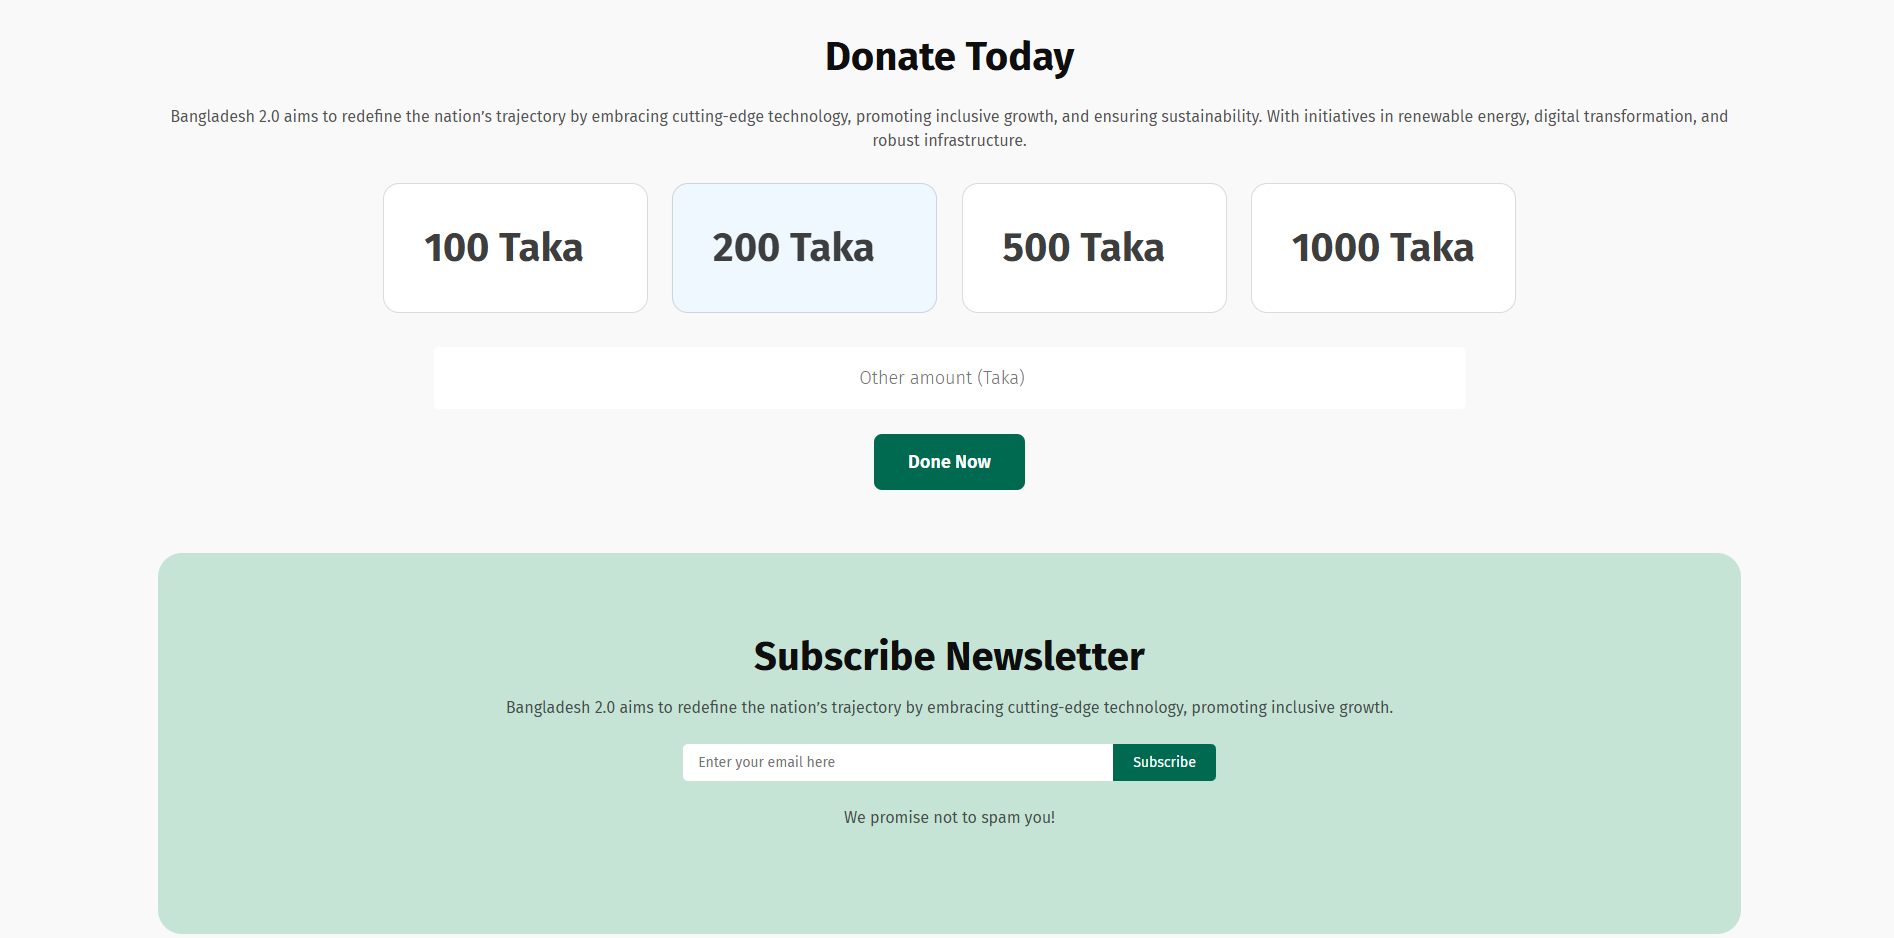 Donate Today
Bangladesh 2.0 aims to redefine the nation’s trajectory by embracing cutting-edge technology, promoting inclusive growth, and ensuring sustainability. With initiatives in renewable energy, digital transformation, and
robust infrastructure.
100 Taka
200 Taka
500 Taka
1000 Taka
Other amount (Taka)
Done Now
Subscribe Newsletter
Bangladesh 2.0 aims to redefine the nation’s trajectory by embracing cutting-edge technology, promoting inclusive growth.
Enter your email here
Subscribe
We promise not to spam you!